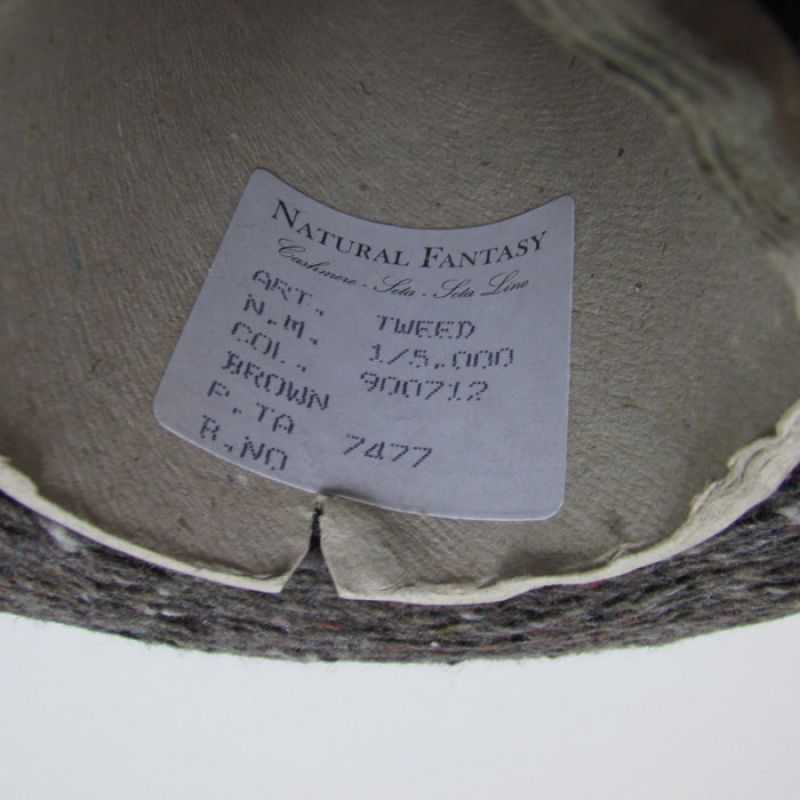 NATURAL FANTASY
Cashmere - Seta - Seta Lino
ART. TWEED
N.M. 1/5.000
COL. 900712
BROWN
P.TA 7477
B.NO